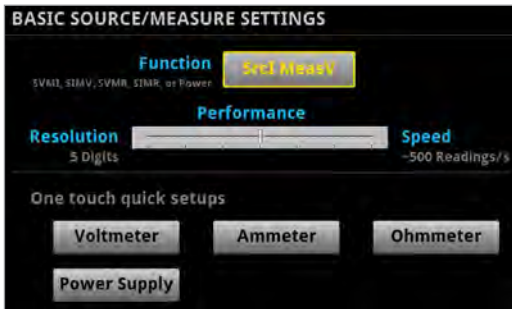 BASIC SOURCE/MEASURE SETTINGS
Function
SVMI, SIMV, SVMR, SIMR, or Power
SrcI MeasV
Performance
Resolution
5 Digits
Speed
~500 Readings/s
One touch quick setups
Voltmeter Ammeter Ohmmeter
Power Supply